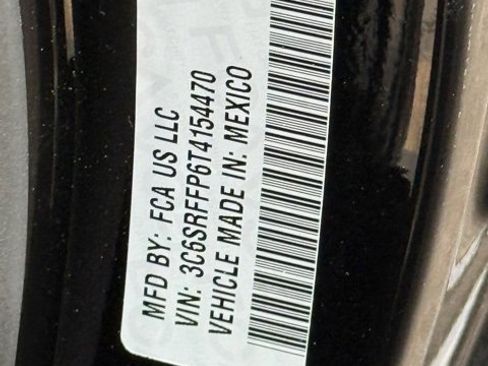 MFD BY: FCA US LLC
VIN: 3C6SRFFP6T4154470
VEHICLE MADE IN: MEXICO